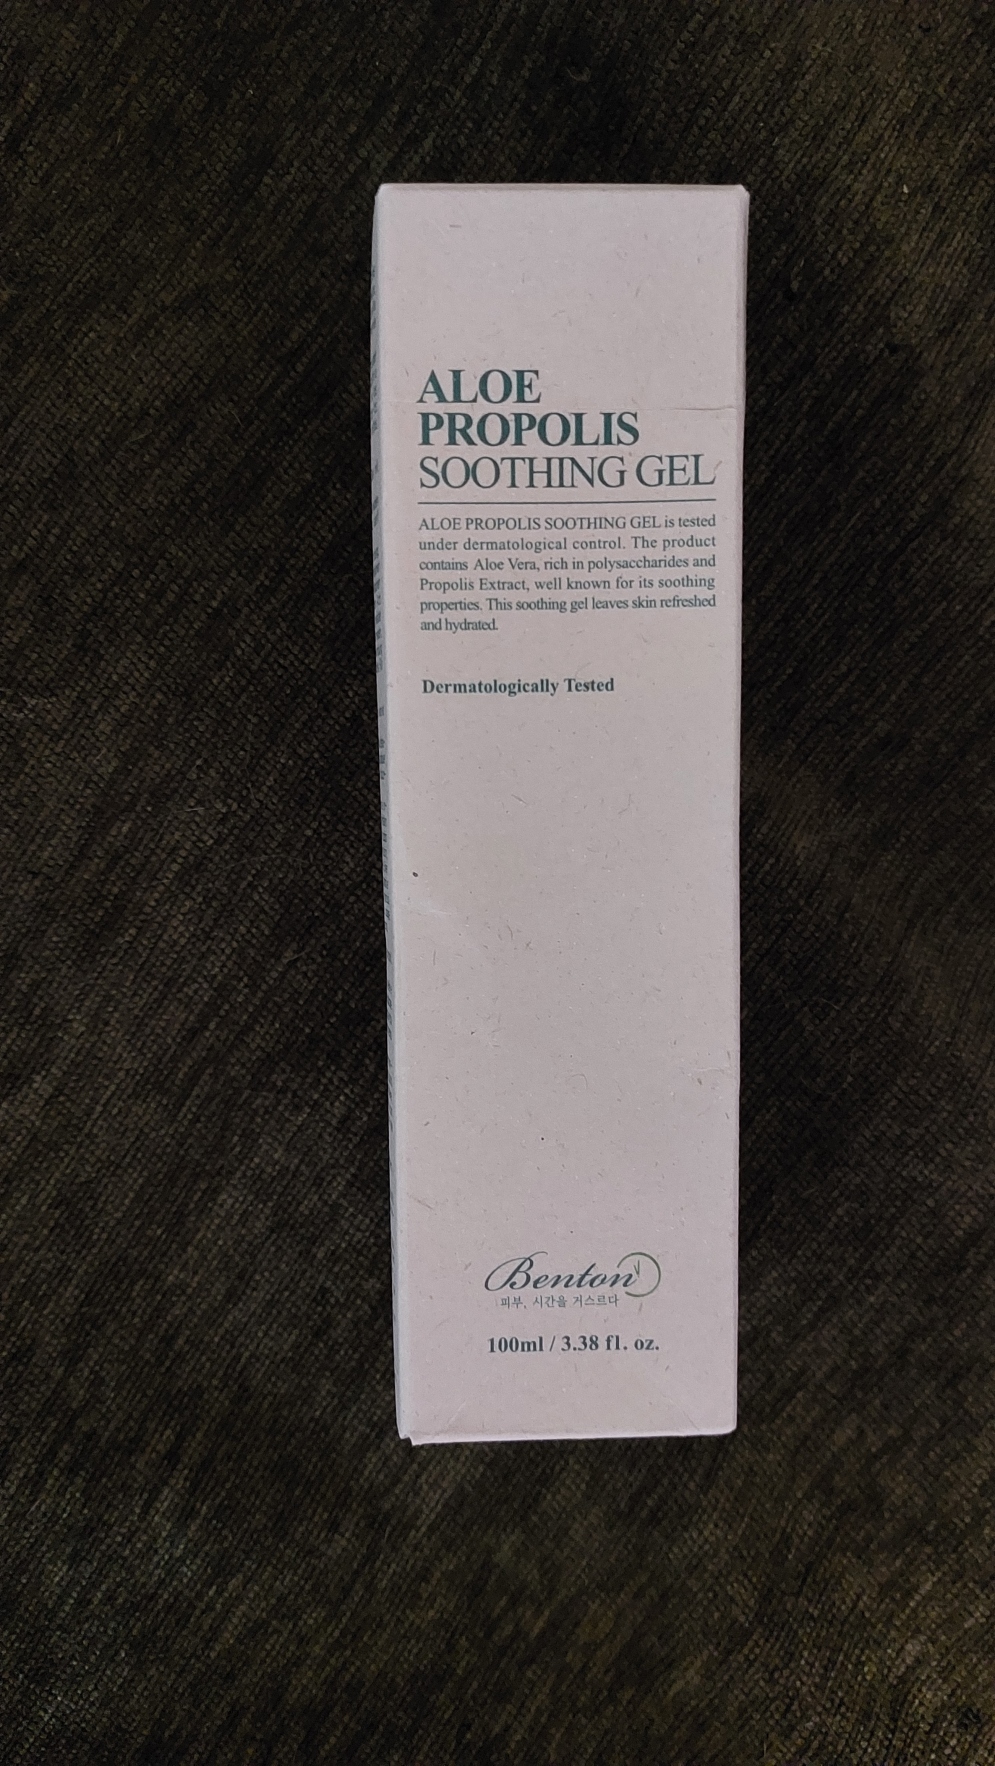 ALOE
PROPOLIS
SOOTHING GEL
ALOE PROPOLIS SOOTHING GEL is tested
under dermatological control. The product
contains Aloe Vera, rich in polysaccharides and
Propolis Extract, well known for its soothing
properties. This soothing gel leaves skin refreshed
and hydrated.
Dermatologically Tested
Benton
피부, 시간을 거스르다
100ml / 3.38 fl. oz.